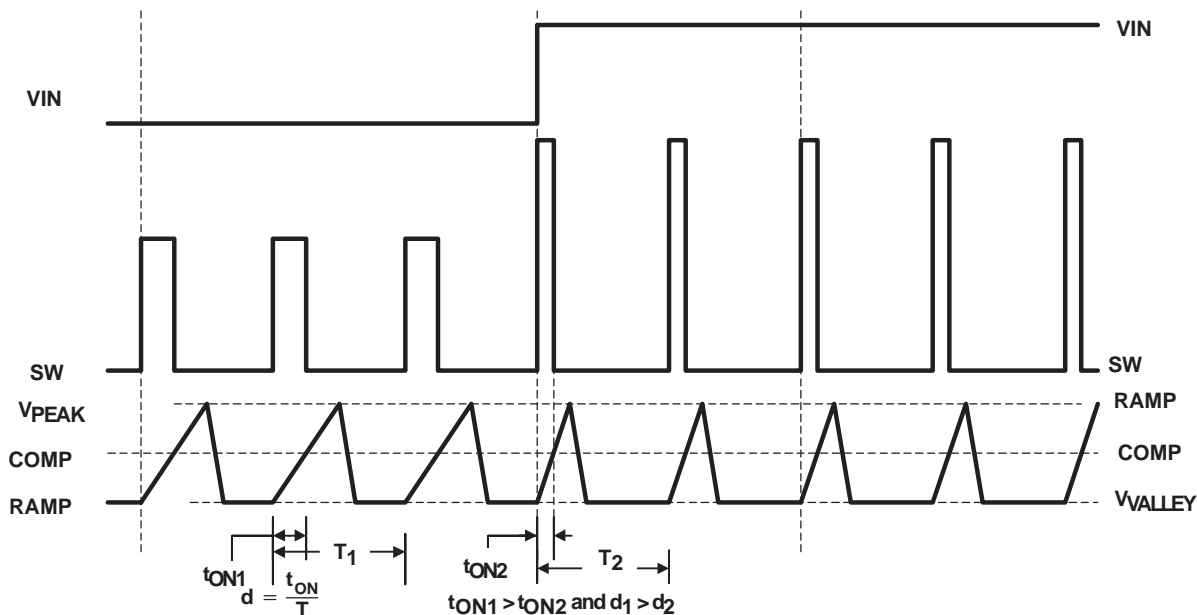 VIN
VIN
SW
SW
VPEAK
RAMP
COMP
COMP
RAMP
VVALLEY
tON1
T1
tON2
T2
d = tON/T
tON1 > tON2 and d1 > d2